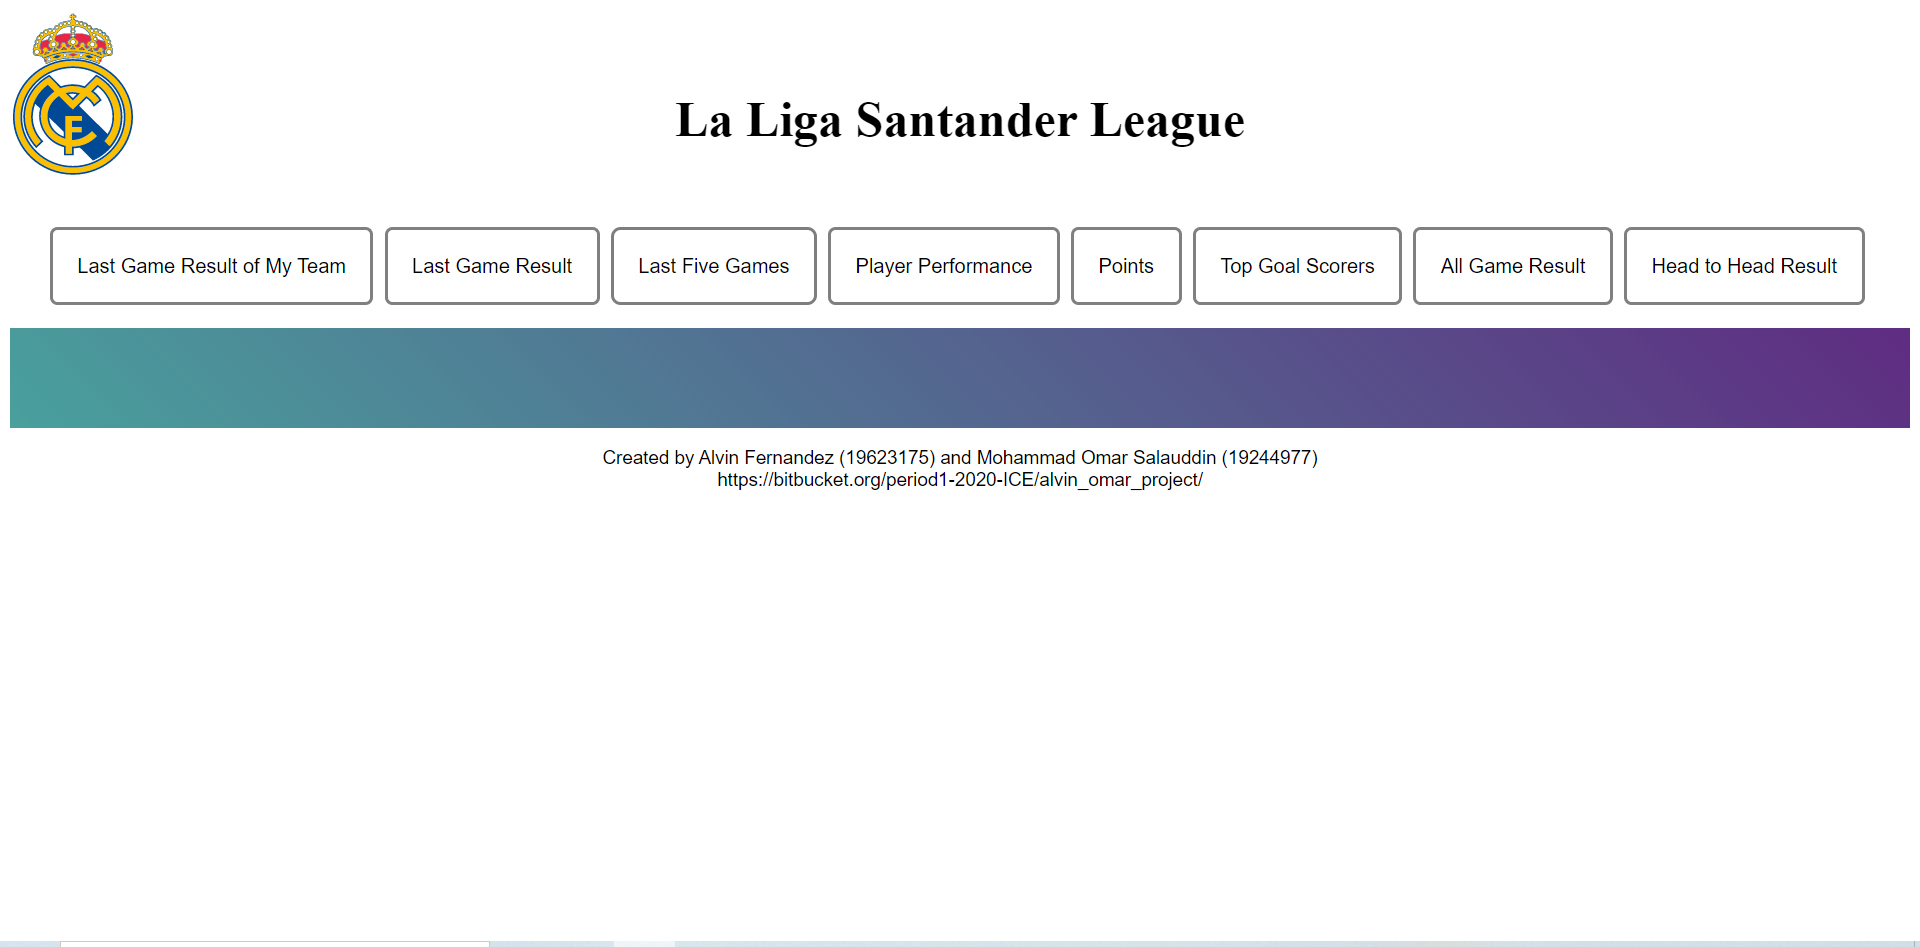 La Liga Santander League
Last Game Result of My Team
Last Game Result
Last Five Games
Player Performance
Points
Top Goal Scorers
All Game Result
Head to Head Result
Created by Alvin Fernandez (19623175) and Mohammad Omar Salauddin (19244977)
https://bitbucket.org/period1-2020-ICE/alvin_omar_project/